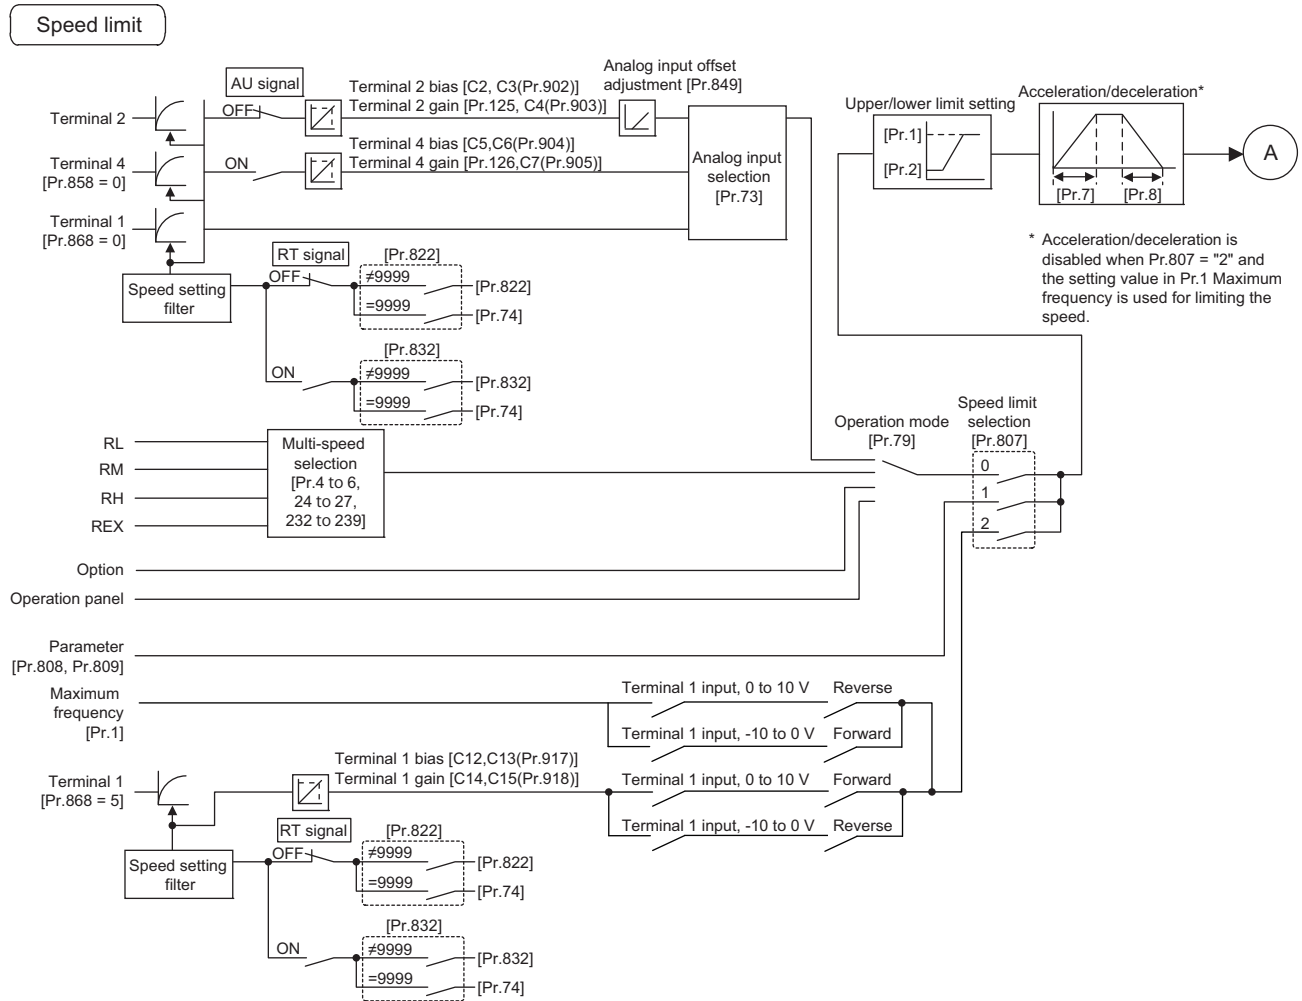 Speed limit
AU signal
Terminal 2
OFF
Terminal 2 bias [C2, C3(Pr.902)]
Terminal 2 gain [Pr.125, C4(Pr.903)]
Analog input offset
adjustment [Pr.849]
Terminal 4
[Pr.858 = 0]
ON
Terminal 4 bias [C5,C6(Pr.904)]
Terminal 4 gain [Pr.126,C7(Pr.905)]
Analog input
selection
[Pr.73]
Terminal 1
[Pr.868 = 0]
Upper/lower limit setting
[Pr.1]
[Pr.2]
Acceleration/deceleration*
[Pr.7]
[Pr.8]
A
* Acceleration/deceleration is
disabled when Pr.807 = "2" and
the setting value in Pr.1 Maximum
frequency is used for limiting the
speed.
Speed setting
filter
RT signal
OFF
[Pr.822]
≠9999
[Pr.822]
=9999
[Pr.74]
ON
[Pr.832]
≠9999
[Pr.832]
=9999
[Pr.74]
RL
RM
RH
REX
Multi-speed
selection
[Pr.4 to 6,
24 to 27,
232 to 239]
Operation mode
[Pr.79]
Speed limit
selection
[Pr.807]
0
1
2
Option
Operation panel
Parameter
[Pr.808, Pr.809]
Maximum
frequency
[Pr.1]
Terminal 1 input, 0 to 10 V
Reverse
Terminal 1 input, -10 to 0 V
Forward
Terminal 1
[Pr.868 = 5]
Terminal 1 bias [C12,C13(Pr.917)]
Terminal 1 gain [C14,C15(Pr.918)]
Terminal 1 input, 0 to 10 V
Forward
Terminal 1 input, -10 to 0 V
Reverse
Speed setting
filter
RT signal
OFF
[Pr.822]
≠9999
[Pr.822]
=9999
[Pr.74]
ON
[Pr.832]
≠9999
[Pr.832]
=9999
[Pr.74]